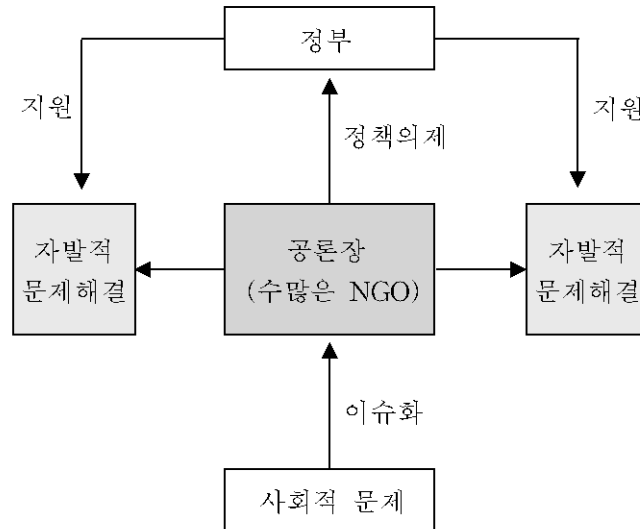 정부
지원
지원
정책의제
자발적
문제해결
공론장
(수많은 NGO)
자발적
문제해결
이슈화
사회적 문제